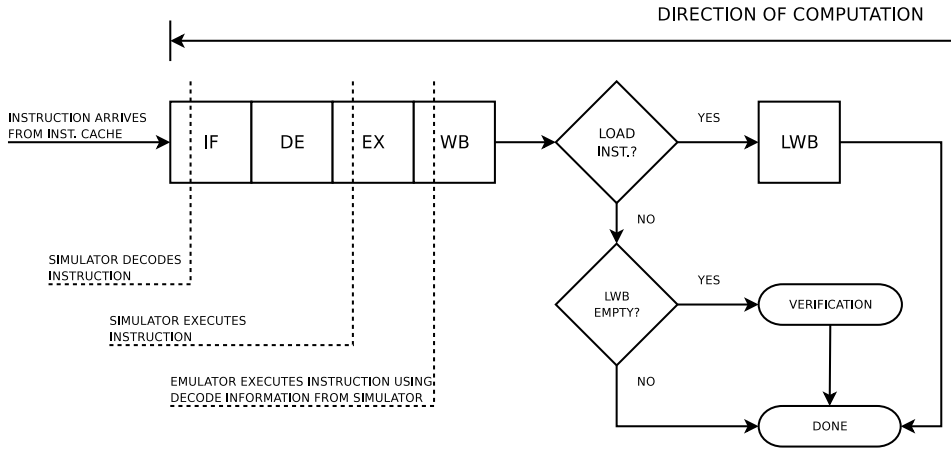 DIRECTION OF COMPUTATION
INSTRUCTION ARRIVES
FROM INST. CACHE
IF
DE
EX
WB
LOAD
INST.?
YES
LWB
NO
SIMULATOR DECODES
INSTRUCTION
LWB
EMPTY?
YES
VERIFICATION
SIMULATOR EXECUTES
INSTRUCTION
EMULATOR EXECUTES INSTRUCTION USING
DECODE INFORMATION FROM SIMULATOR
NO
DONE